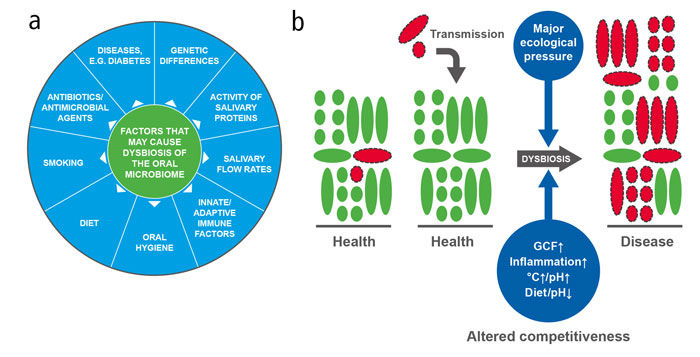 a
DISEASES,
E.G. DIABETES
GENETIC
DIFFERENCES
ANTIBIOTICS/
ANTIMICROBIAL
AGENTS
ACTIVITY OF
SALIVARY
PROTEINS
FACTORS THAT
MAY CAUSE
DYSBIOSIS OF
THE ORAL
MICROBIOME
SMOKING
SALIVARY
FLOW RATES
DIET
ORAL
HYGIENE
INNATE/
ADAPTIVE
IMMUNE
FACTORS
b
Transmission
Major
ecological
pressure
DYSBIOSIS
Health
Health
Disease
GCF↑
Inflammation↑
°C↑/pH↑
Diet/pH↓
Altered competitiveness